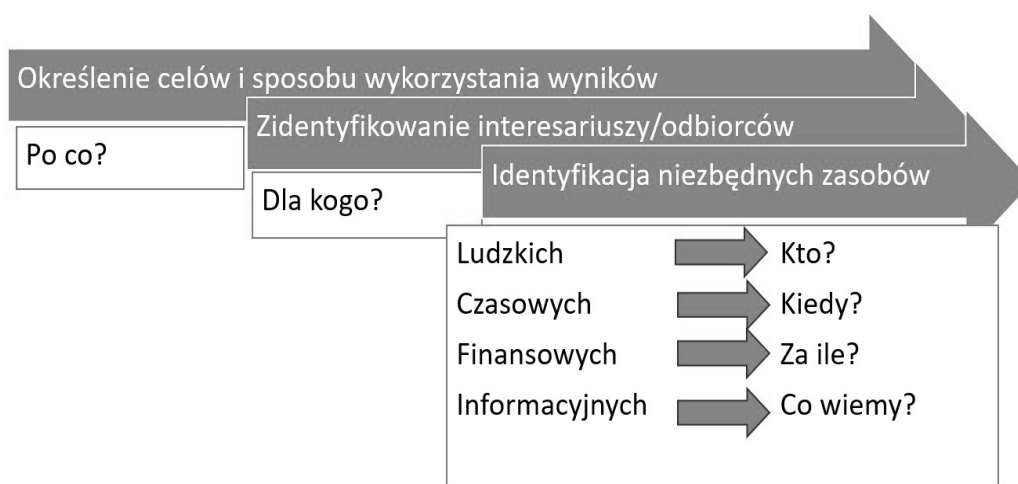 Określenie celów i sposobu wykorzystania wyników
Po co?
Zidentyfikowanie interesariuszy/odbiorców
Dla kogo?
Identyfikacja niezbędnych zasobów
Ludzkich Kto?
Czasowych Kiedy?
Finansowych Za ile?
Informacyjnych Co wiemy?